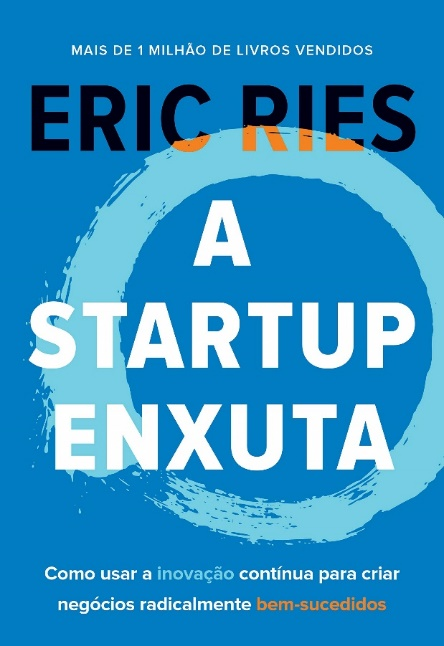 MAIS DE 1 MILHÃO DE LIVROS VENDIDOS
ERIC RIES
A
STARTUP
ENXUTA
Como usar a inovação contínua para criar
negócios radicalmente bem-sucedidos